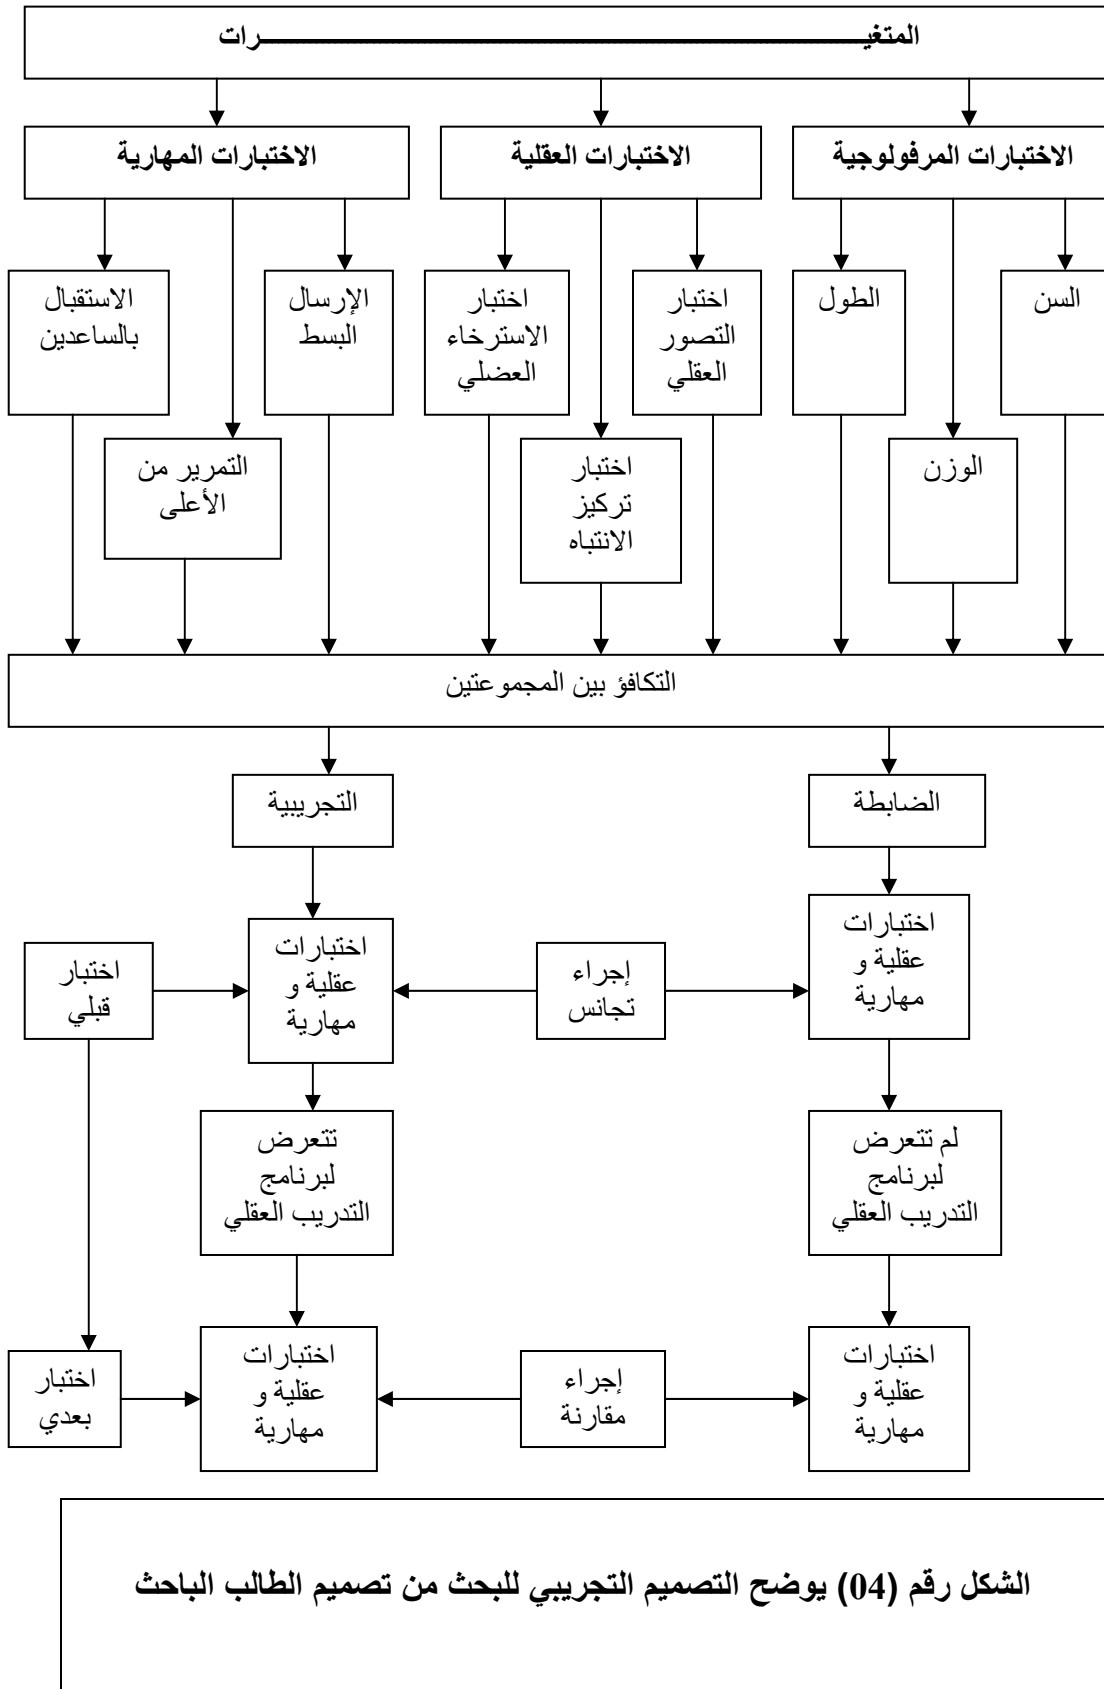 المتغيــــــــــــــــــــــــــــــــــــــرات
الاختبارات المرفولوجية
الاختبارات العقلية
الاختبارات المهارية
السن
الطول
اختبار
التصور
العقلي
اختبار
الاسترخاء
العضلي
الإرسال
البسط
الاستقبال
بالساعدين
الوزن
اختبار
تركيز
الانتباه
التمرير من
الأعلى
التكافؤ بين المجموعتين
الضابطة
التجريبية
اختبارات
عقلية و
مهارية
إجراء
تجانس
اختبارات
عقلية و
مهارية
اختبار
قبلي
لم تتعرض
لبرنامج
التدريب العقلي
تتعرض
لبرنامج
التدريب العقلي
اختبارات
عقلية و
مهارية
إجراء
مقارنة
اختبارات
عقلية و
مهارية
اختبار
بعدي
الشكل رقم (04) يوضح التصميم التجريبي للبحث من تصميم الطالب الباحث